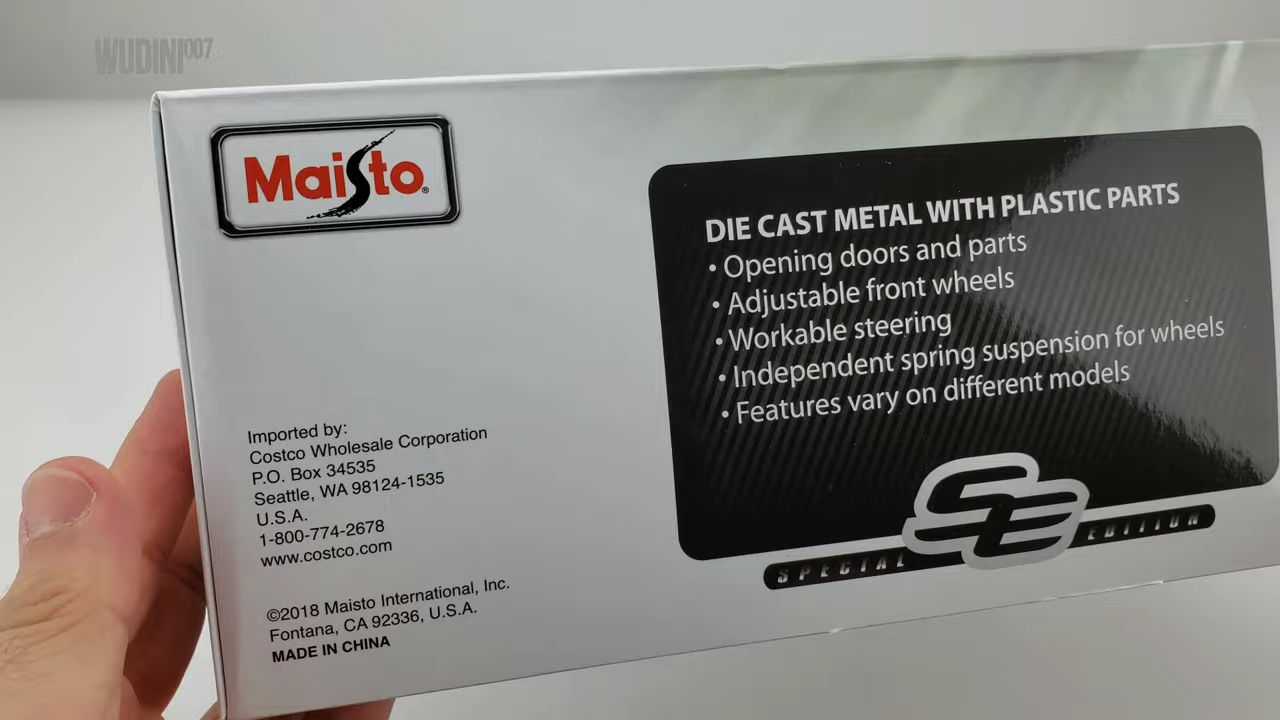 WUDINI007
Maisto®
DIE CAST METAL WITH PLASTIC PARTS
• Opening doors and parts
• Adjustable front wheels
• Workable steering
• Independent spring suspension for wheels
• Features vary on different models
Imported by:
Costco Wholesale Corporation
P.O. Box 34535
Seattle, WA 98124-1535
U.S.A.
1-800-774-2678
www.costco.com
©2018 Maisto International, Inc.
Fontana, CA 92336, U.S.A.
MADE IN CHINA
SE
SPECIAL EDITION